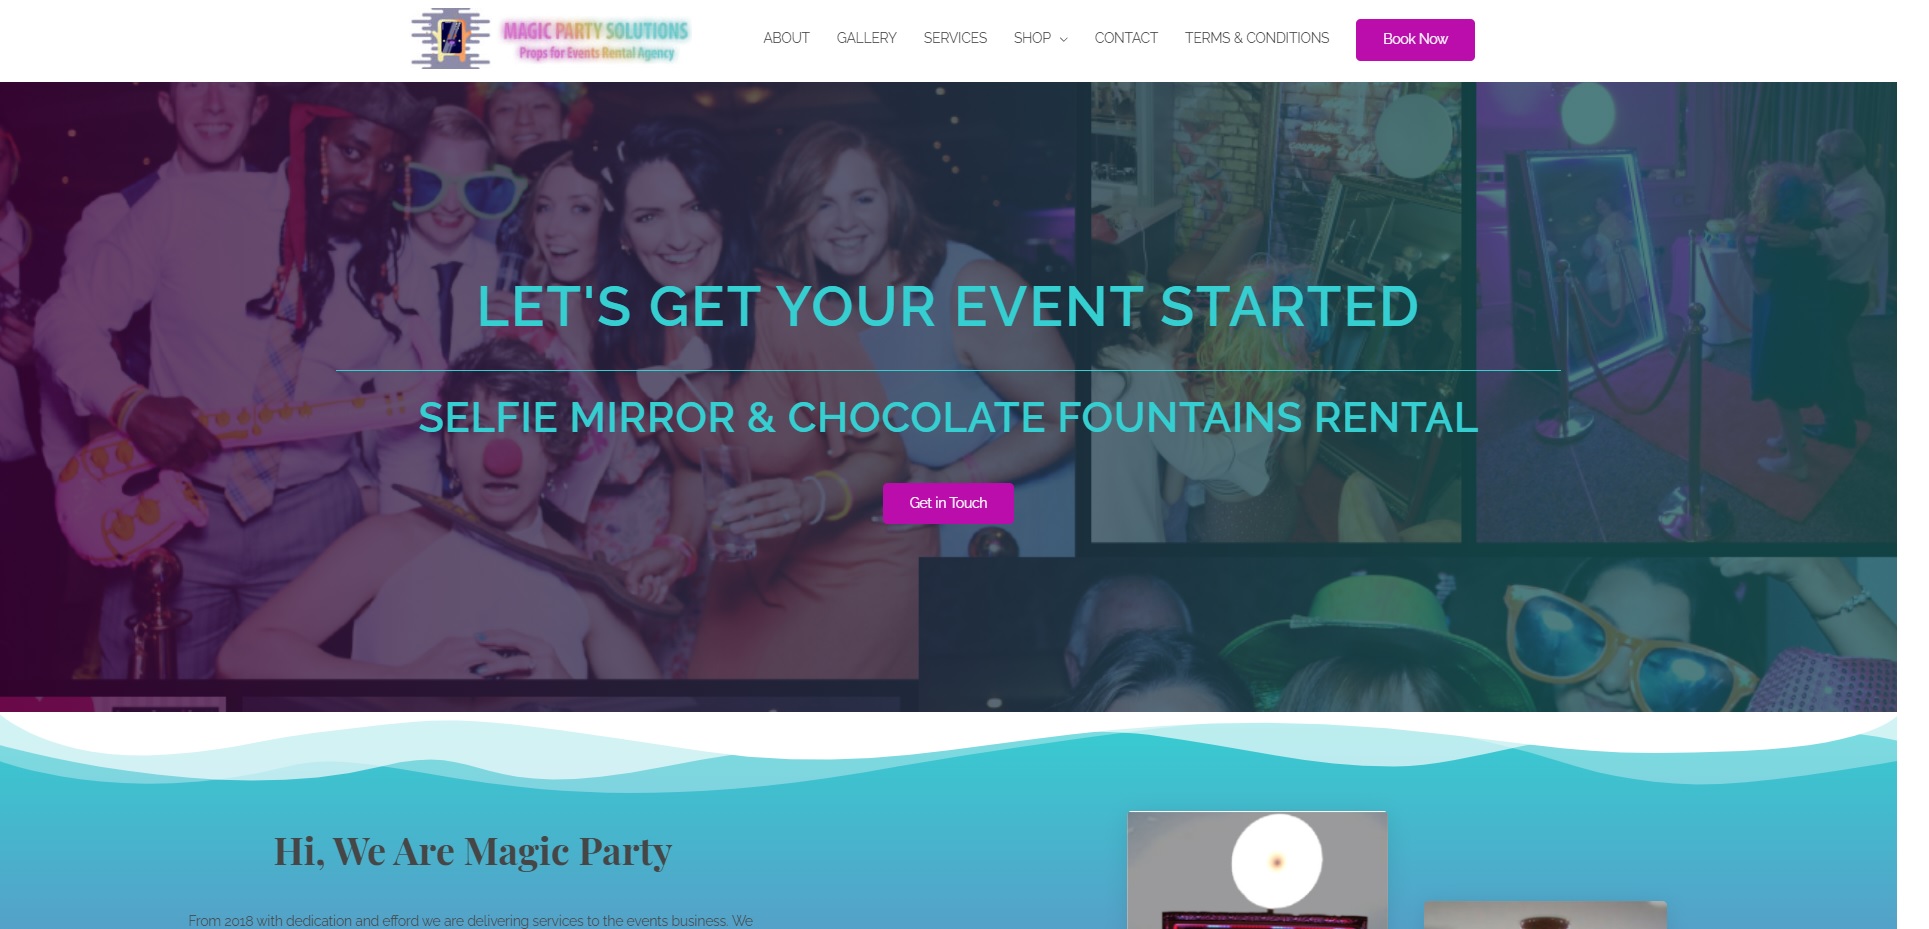 MAGIC PARTY SOLUTIONS
Props for Events Rental Agency
ABOUT
GALLERY
SERVICES
SHOP
CONTACT
TERMS & CONDITIONS
Book Now
LET'S GET YOUR EVENT STARTED
SELFIE MIRROR & CHOCOLATE FOUNTAINS RENTAL
Get in Touch
Hi, We Are Magic Party
From 2018 with dedication and efford we are delivering services to the events business. We